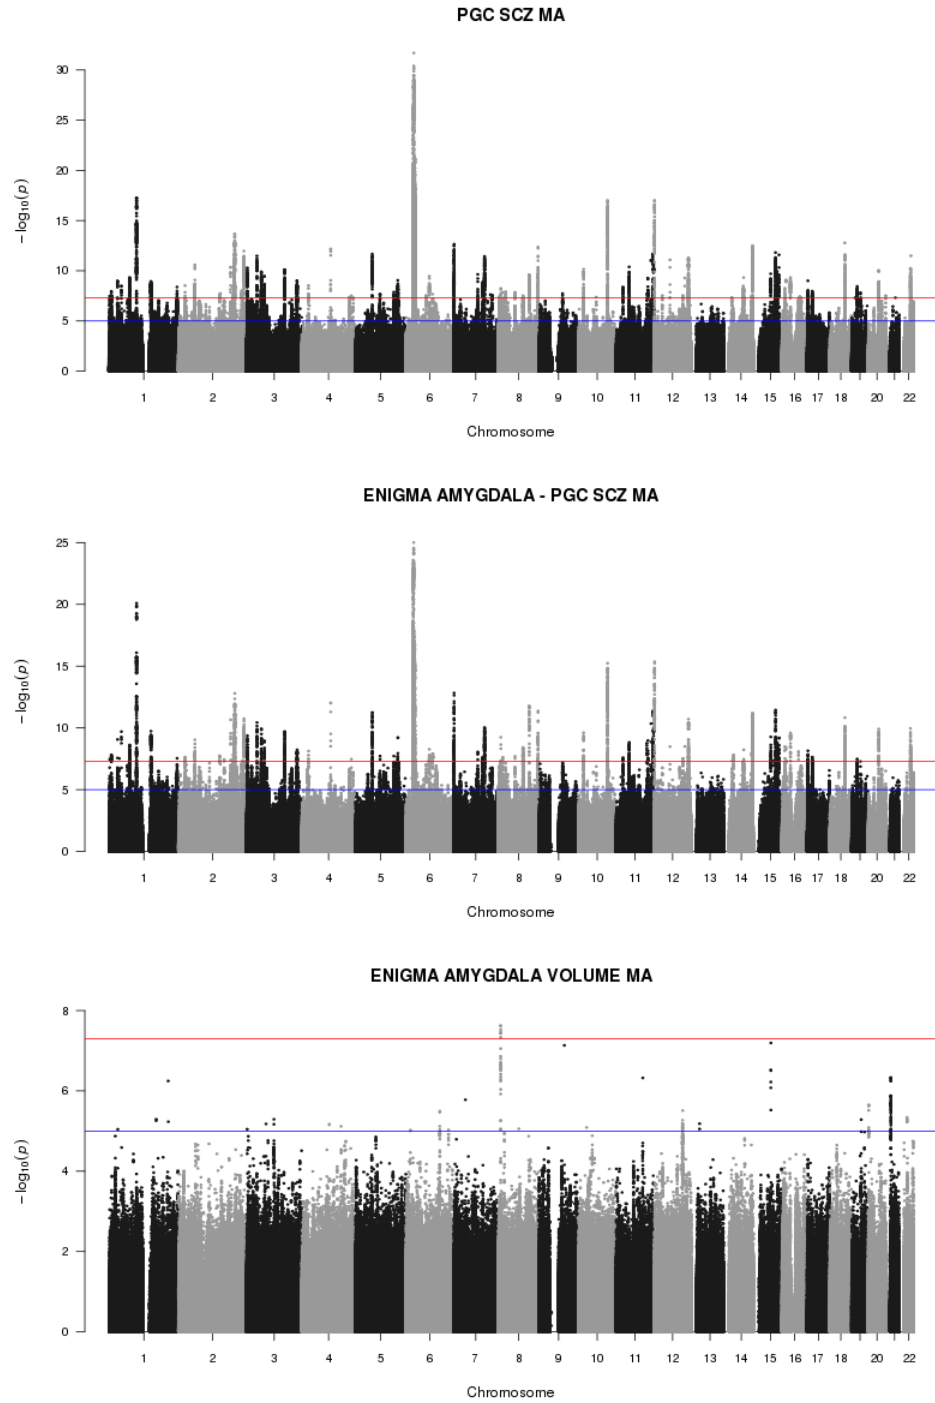 PGC SCZ MA
30
25
20
15
10
5
0
− log10(p)
1 2 3 4 5 6 7 8 9 10 11 12 13 14 15 16 17 18 20 22
Chromosome
ENIGMA AMYGDALA - PGC SCZ MA
25
20
15
10
5
0
− log10(p)
1 2 3 4 5 6 7 8 9 10 11 12 13 14 15 16 17 18 20 22
Chromosome
ENIGMA AMYGDALA VOLUME MA
8
6
4
2
0
− log10(p)
1 2 3 4 5 6 7 8 9 10 11 12 13 14 15 16 17 18 20 22
Chromosome